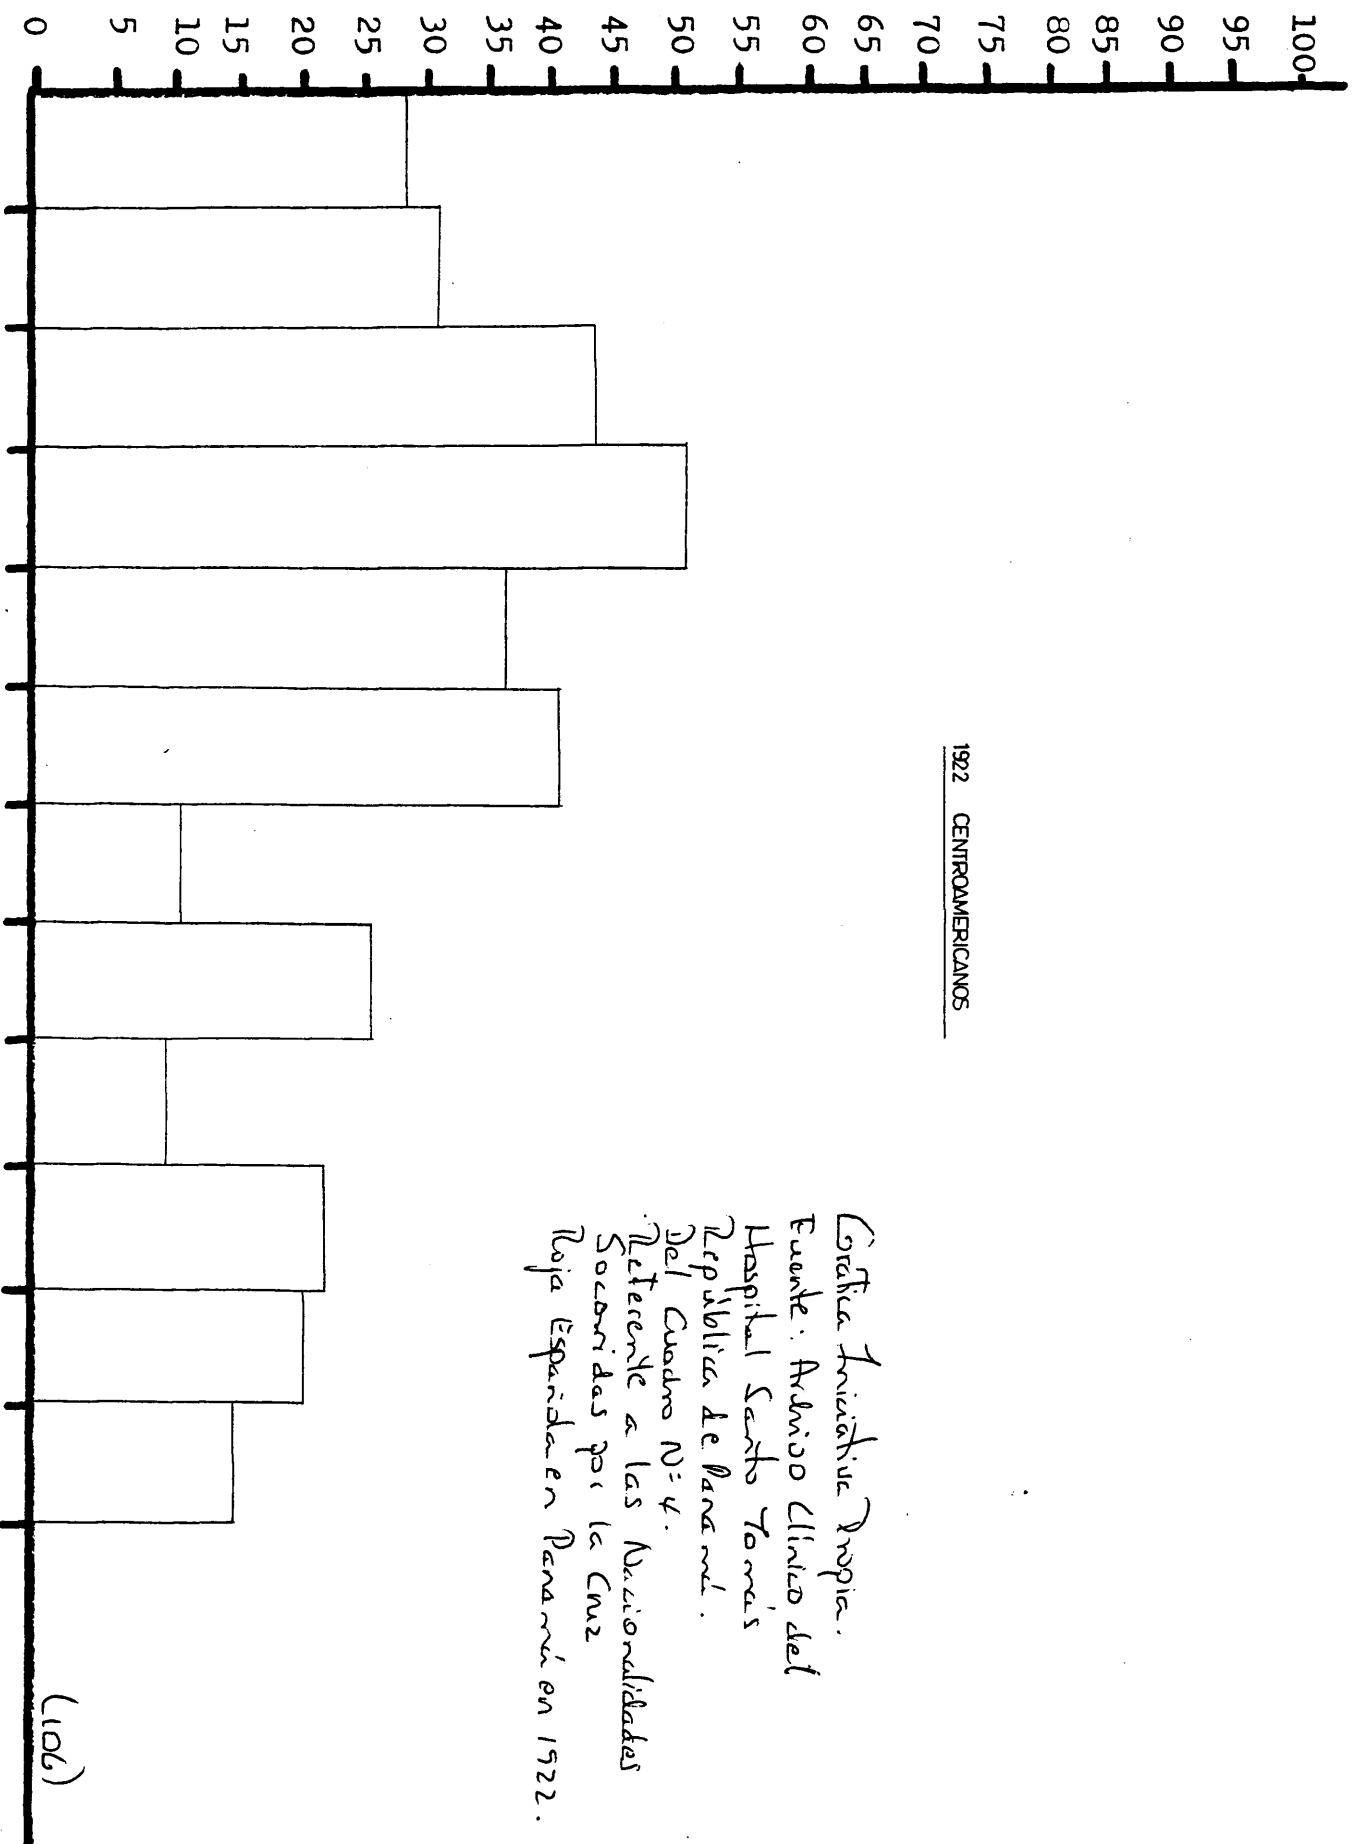 100
95
90
85
80
75
70
65
60
55
50
45
40
35
30
25
20
15
10
5
0
1922 CENTROAMERICANOS
Gráfica Iniciativa Propia.
Fuente: Archivo Clínico del
Hospital Santo Tomás
República de Panamá.
Del Cuadro N=4.
Referente a las Nacionalidades
Socorridas por la Cruz
Roja Española en Panamá en 1922.
(106)